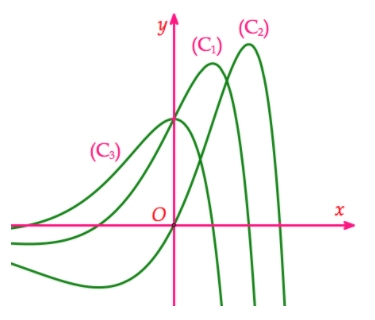 y
(C₂)
(C₁)
(C₃)
O
x